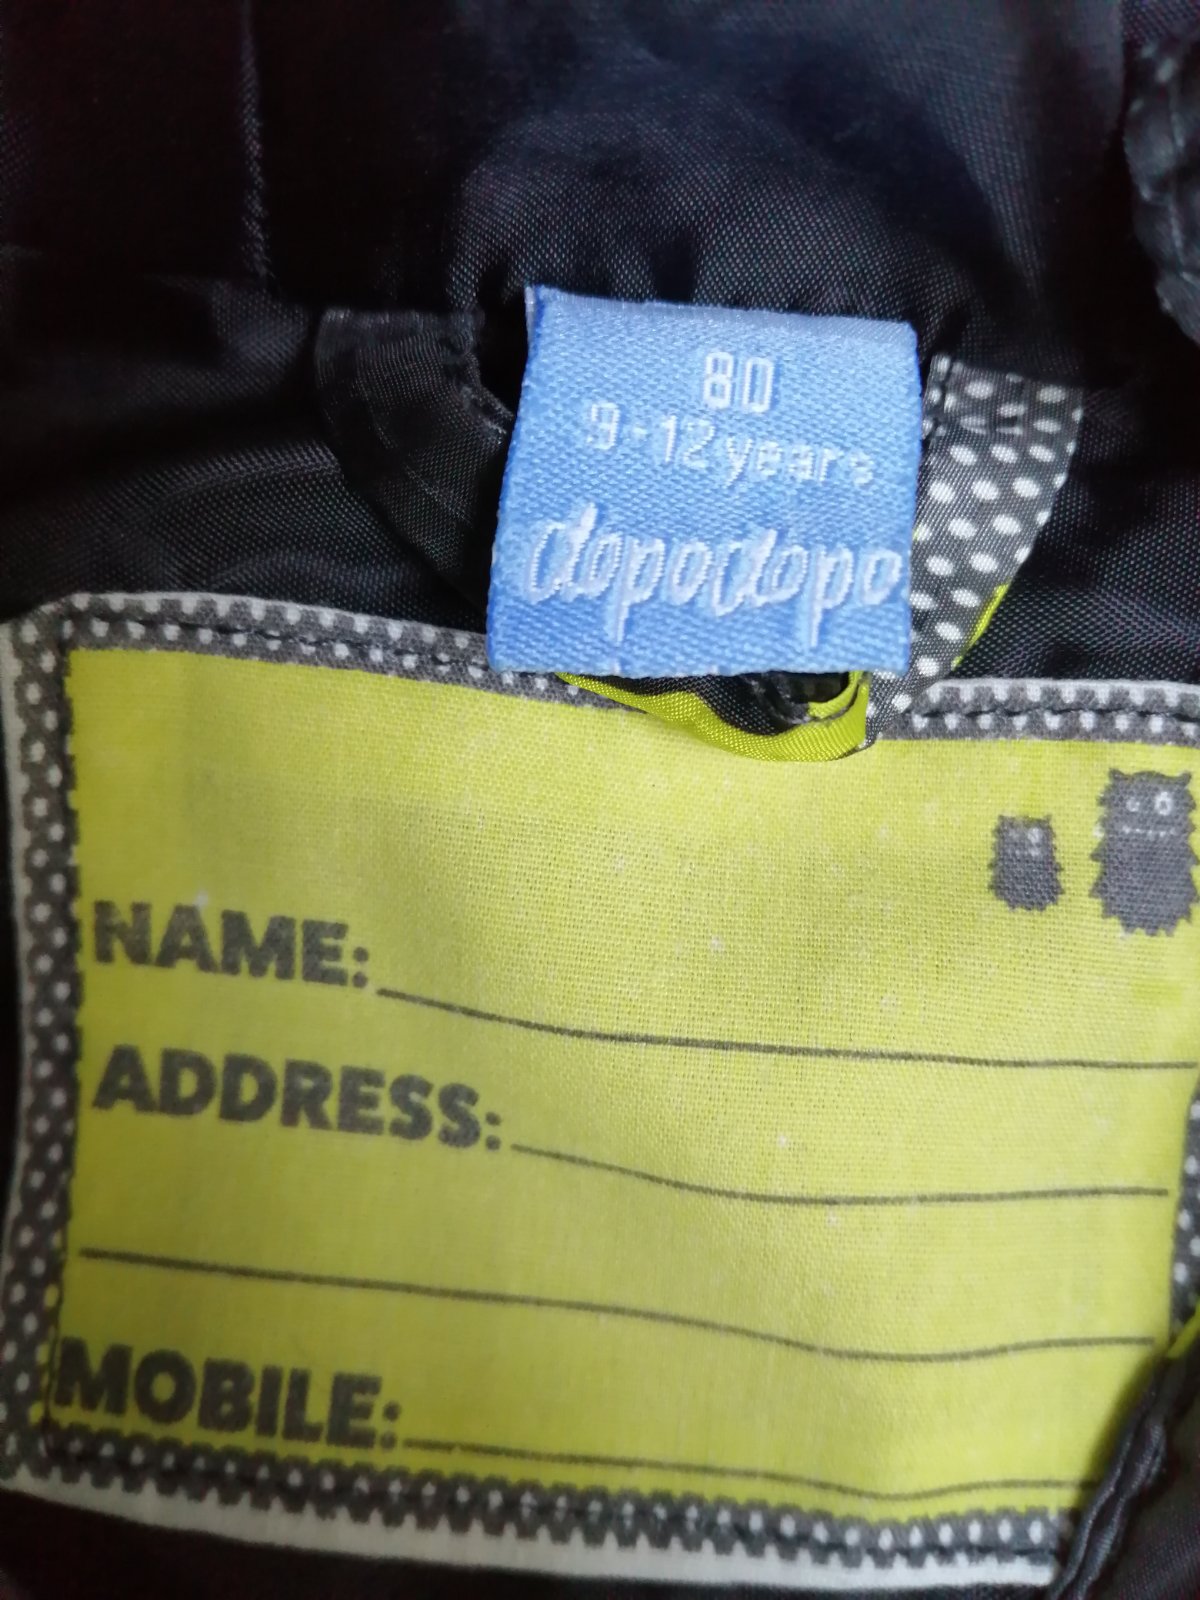 80
9-12 years
dopodopo
NAME:
ADDRESS:
MOBILE: